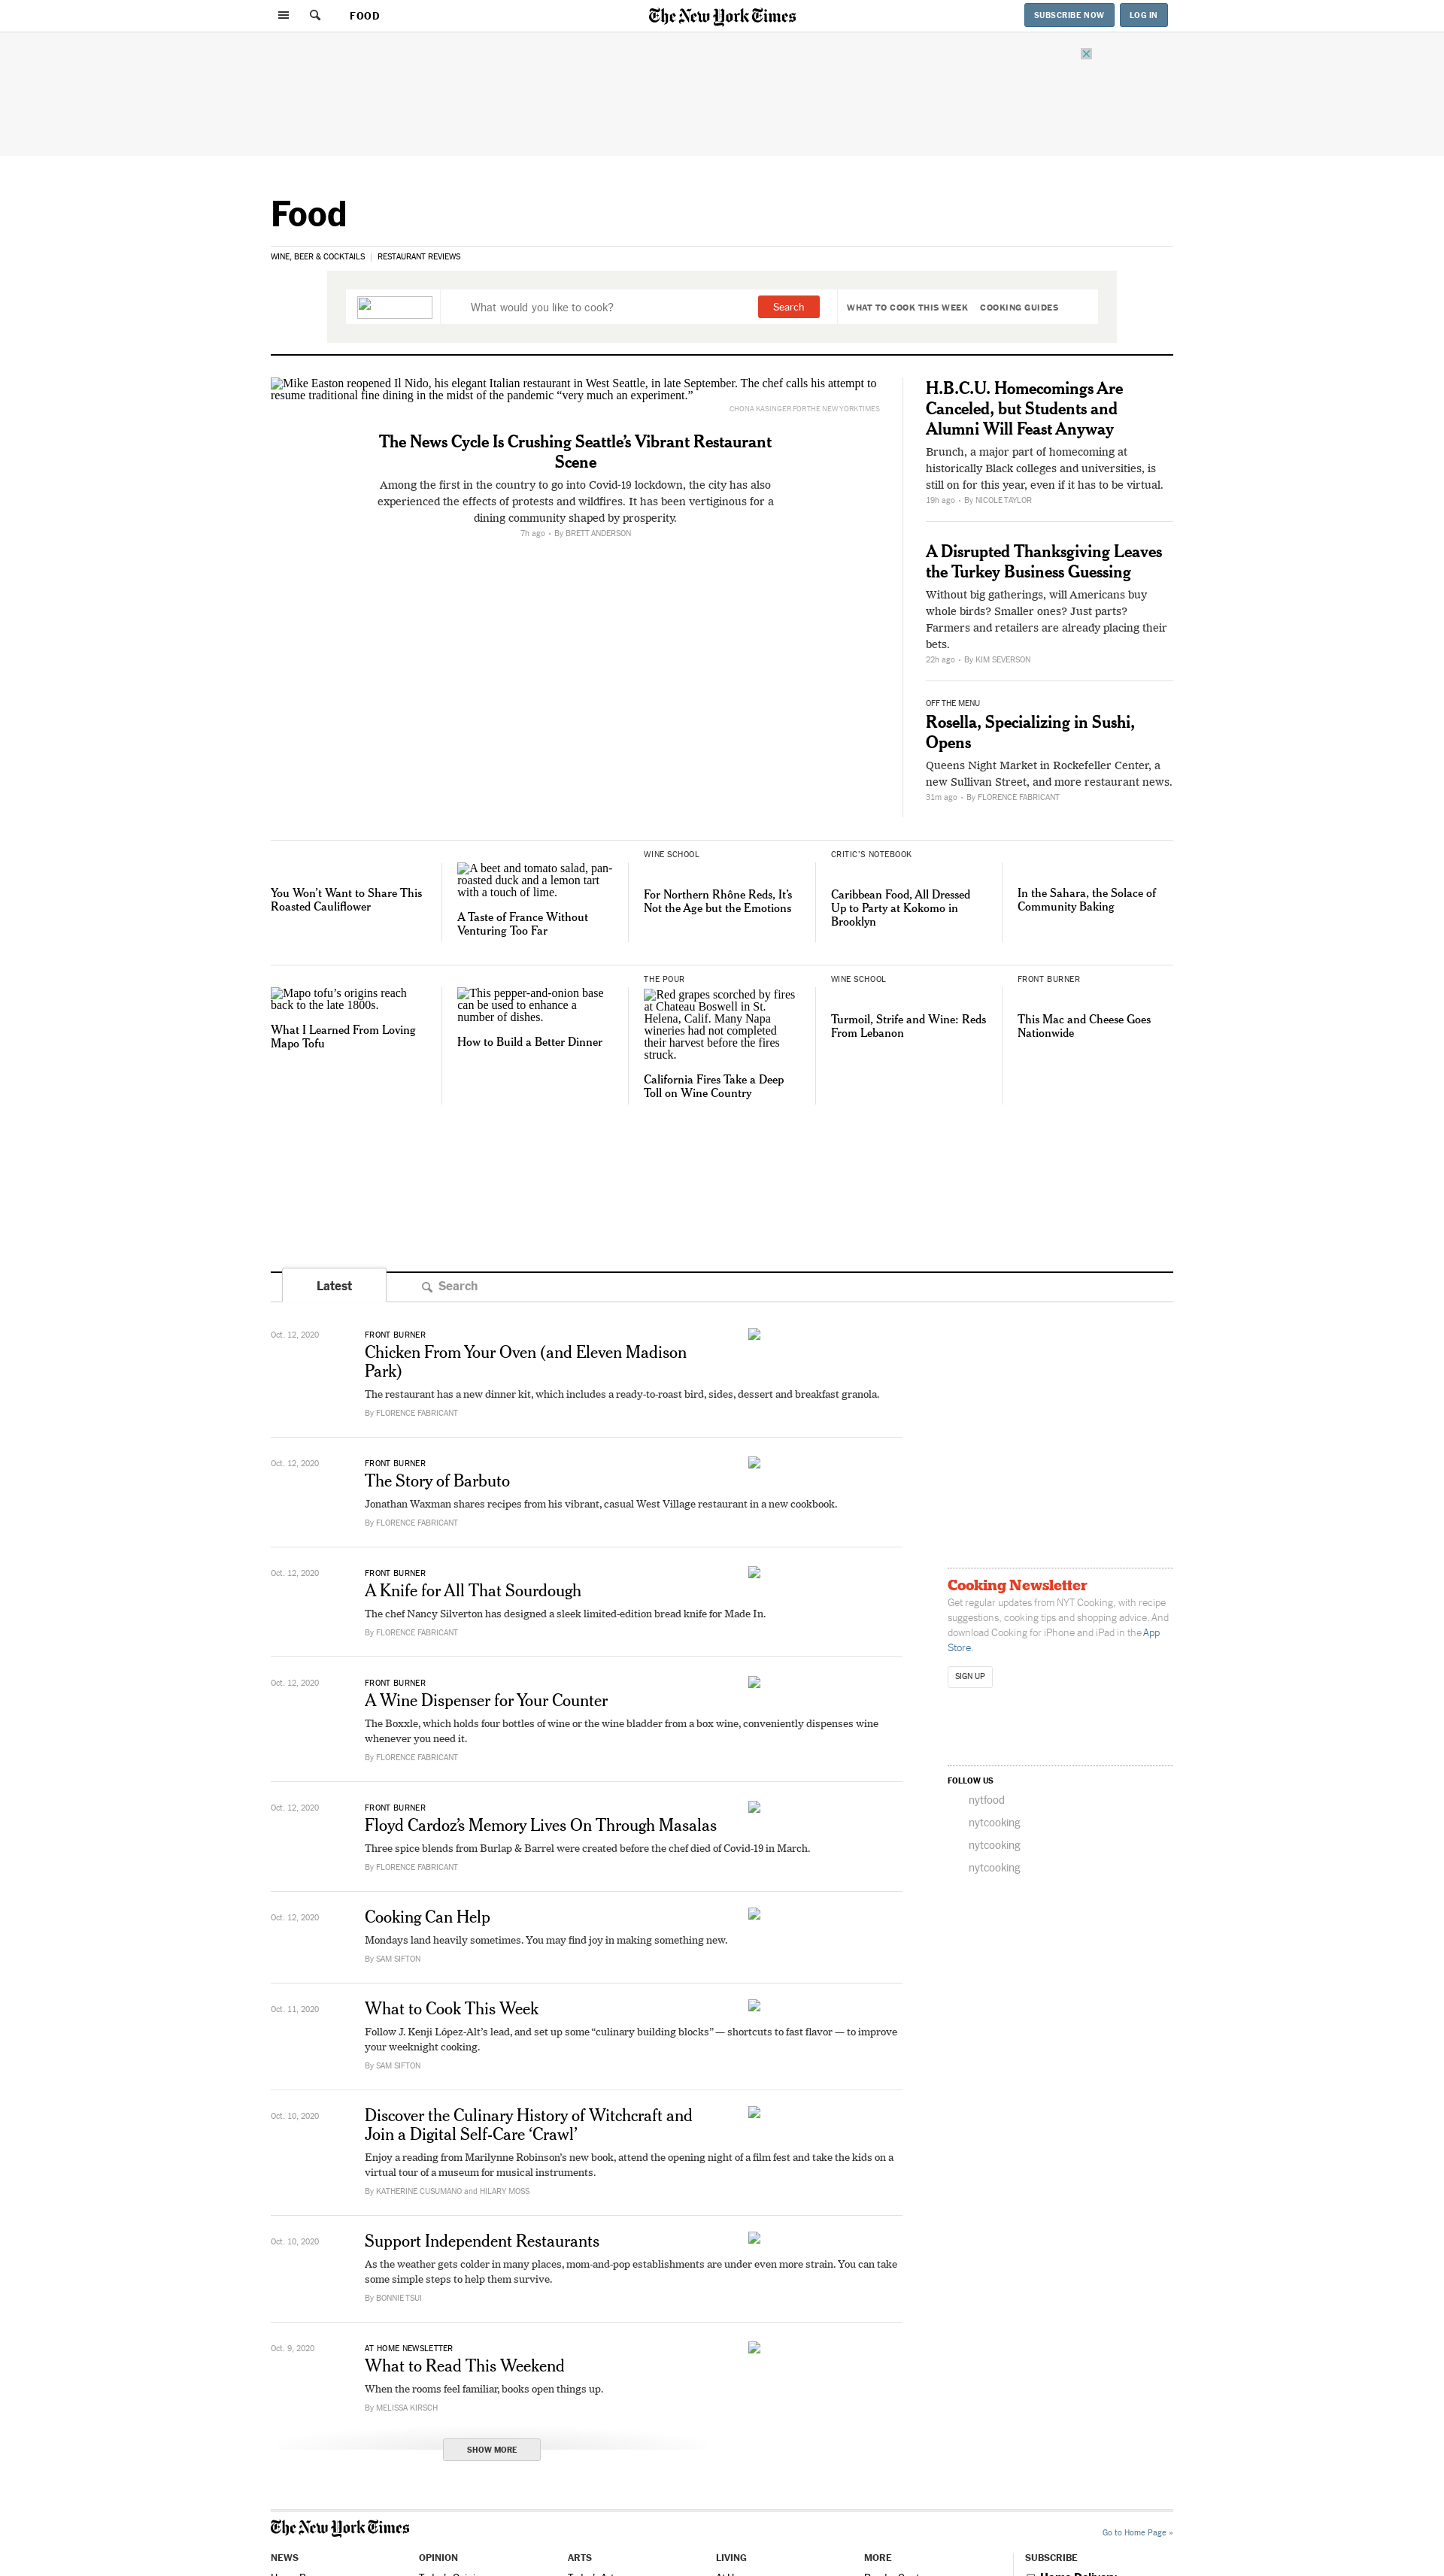 FOOD
The New York Times
SUBSCRIBE NOW
LOG IN
Food
WINE, BEER & COCKTAILS
RESTAURANT REVIEWS
What would you like to cook?
Search
WHAT TO COOK THIS WEEK
COOKING GUIDES
Mike Easton reopened Il Nido, his elegant Italian restaurant in West Seattle, in late September. The chef calls his attempt to
resume traditional fine dining in the midst of the pandemic “very much an experiment.”
CHONA KASINGER FOR THE NEW YORK TIMES
The News Cycle Is Crushing Seattle’s Vibrant Restaurant
Scene
Among the first in the country to go into Covid-19 lockdown, the city has also
experienced the effects of protests and wildfires. It has been vertiginous for a
dining community shaped by prosperity.
7h ago • By BRETT ANDERSON
H.B.C.U. Homecomings Are
Canceled, but Students and
Alumni Will Feast Anyway
Brunch, a major part of homecoming at
historically Black colleges and universities, is
still on for this year, even if it has to be virtual.
19h ago • By NICOLE TAYLOR
A Disrupted Thanksgiving Leaves
the Turkey Business Guessing
Without big gatherings, will Americans buy
whole birds? Smaller ones? Just parts?
Farmers and retailers are already placing their
bets.
22h ago • By KIM SEVERSON
OFF THE MENU
Rosella, Specializing in Sushi,
Opens
Queens Night Market in Rockefeller Center, a
new Sullivan Street, and more restaurant news.
31m ago • By FLORENCE FABRICANT
You Won’t Want to Share This
Roasted Cauliflower
A beet and tomato salad, pan-
roasted duck and a lemon tart
with a touch of lime.
A Taste of France Without
Venturing Too Far
WINE SCHOOL
For Northern Rhône Reds, It’s
Not the Age but the Emotions
CRITIC’S NOTEBOOK
Caribbean Food, All Dressed
Up to Party at Kokomo in
Brooklyn
In the Sahara, the Solace of
Community Baking
Mapo tofu’s origins reach
back to the late 1800s.
What I Learned From Loving
Mapo Tofu
This pepper-and-onion base
can be used to enhance a
number of dishes.
How to Build a Better Dinner
THE POUR
Red grapes scorched by fires
at Chateau Boswell in St.
Helena, Calif. Many Napa
wineries had not completed
their harvest before the fires
struck.
California Fires Take a Deep
Toll on Wine Country
WINE SCHOOL
Turmoil, Strife and Wine: Reds
From Lebanon
FRONT BURNER
This Mac and Cheese Goes
Nationwide
Latest
Search
Oct. 12, 2020
FRONT BURNER
Chicken From Your Oven (and Eleven Madison
Park)
The restaurant has a new dinner kit, which includes a ready-to-roast bird, sides, dessert and breakfast granola.
By FLORENCE FABRICANT
Oct. 12, 2020
FRONT BURNER
The Story of Barbuto
Jonathan Waxman shares recipes from his vibrant, casual West Village restaurant in a new cookbook.
By FLORENCE FABRICANT
Oct. 12, 2020
FRONT BURNER
A Knife for All That Sourdough
The chef Nancy Silverton has designed a sleek limited-edition bread knife for Made In.
By FLORENCE FABRICANT
Oct. 12, 2020
FRONT BURNER
A Wine Dispenser for Your Counter
The Boxxle, which holds four bottles of wine or the wine bladder from a box wine, conveniently dispenses wine
whenever you need it.
By FLORENCE FABRICANT
Oct. 12, 2020
FRONT BURNER
Floyd Cardoz’s Memory Lives On Through Masalas
Three spice blends from Burlap & Barrel were created before the chef died of Covid-19 in March.
By FLORENCE FABRICANT
Oct. 12, 2020
Cooking Can Help
Mondays land heavily sometimes. You may find joy in making something new.
By SAM SIFTON
Oct. 11, 2020
What to Cook This Week
Follow J. Kenji López-Alt’s lead, and set up some “culinary building blocks” — shortcuts to fast flavor — to improve
your weeknight cooking.
By SAM SIFTON
Oct. 10, 2020
Discover the Culinary History of Witchcraft and
Join a Digital Self-Care ‘Crawl’
Enjoy a reading from Marilynne Robinson’s new book, attend the opening night of a film fest and take the kids on a
virtual tour of a museum for musical instruments.
By KATHERINE CUSUMANO and HILARY MOSS
Oct. 10, 2020
Support Independent Restaurants
As the weather gets colder in many places, mom-and-pop establishments are under even more strain. You can take
some simple steps to help them survive.
By BONNIE TSUI
Oct. 9, 2020
AT HOME NEWSLETTER
What to Read This Weekend
When the rooms feel familiar, books open things up.
By MELISSA KIRSCH
SHOW MORE
Cooking Newsletter
Get regular updates from NYT Cooking, with recipe
suggestions, cooking tips and shopping advice. And
download Cooking for iPhone and iPad in the App
Store.
SIGN UP
FOLLOW US
nytfood
nytcooking
nytcooking
nytcooking
The New York Times
Go to Home Page »
NEWS
OPINION
ARTS
LIVING
MORE
SUBSCRIBE